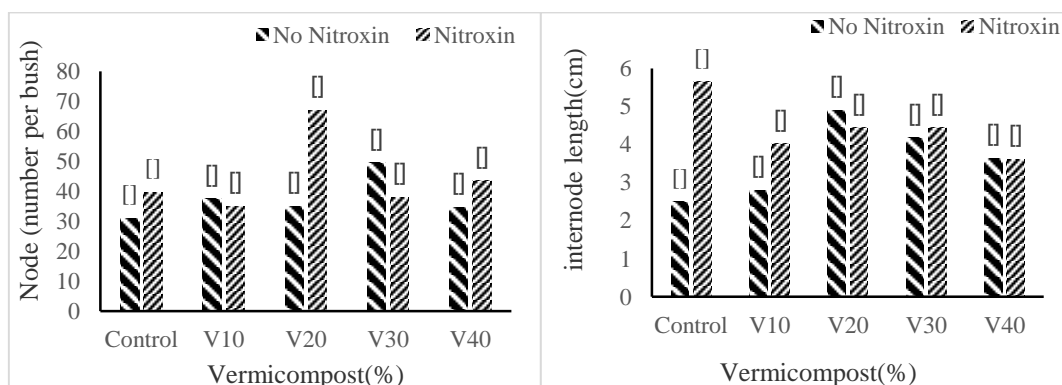 No Nitroxin Nitroxin
Node (number per bush)
80
70
60
50
40
30
20
10
0
[] [] [] [] [] [] [] [] [] []
Control V10 V20 V30 V40
Vermicompost(%)
No Nitroxin Nitroxin
internode length(cm)
6
5
4
3
2
1
0
[] [] [] [] [] [] [] [] [] []
Control V10 V20 V30 V40
Vermicompost(%)